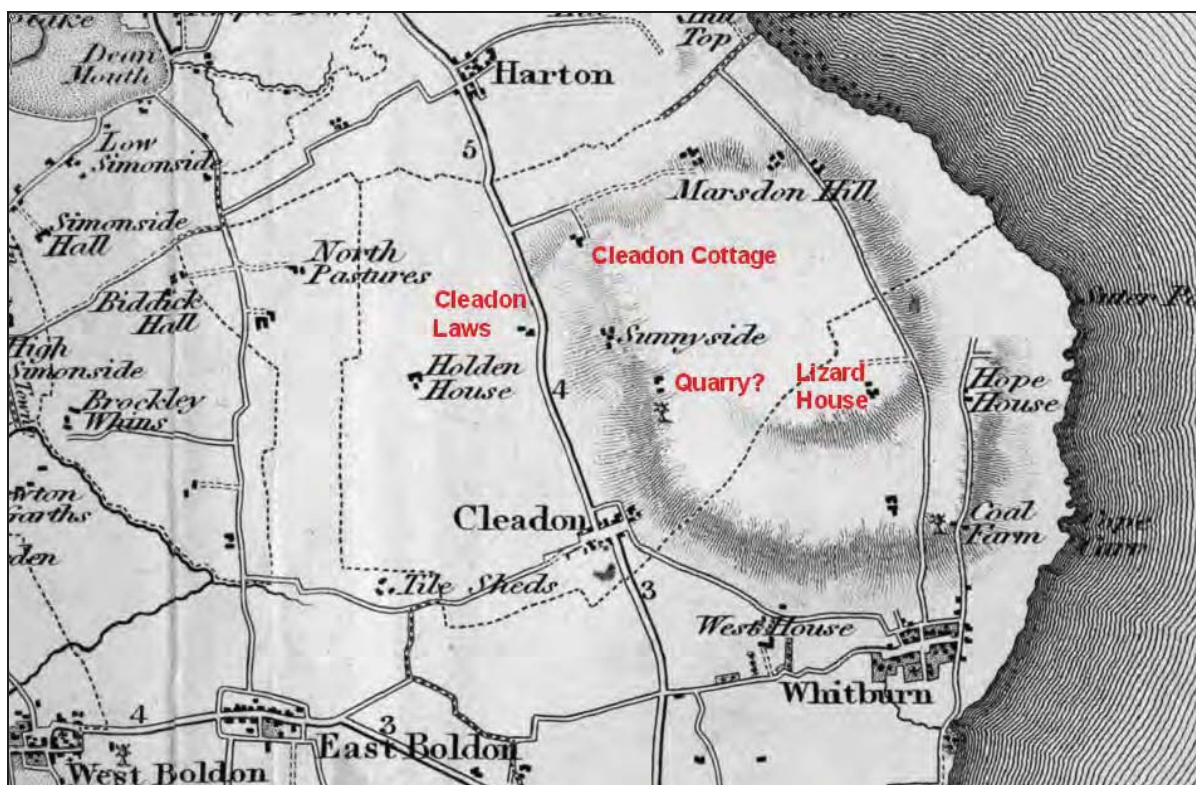 Dean
Mouth
Harton
Top
Low
Simonside
5
Marsdon Hill
Simonside
Hall
Cleadon Cottage
North
Pastures
Biddick
Hall
Cleadon
Laws
Sunnyside
High
Simonside
Holden
House
4
Quarry?
Lizard
House
Hope
House
Brockley
Whins
Cleadon
Coal
Farm
Tile Sheds
3
West House
Whitburn
4
3
East Boldon
West Boldon